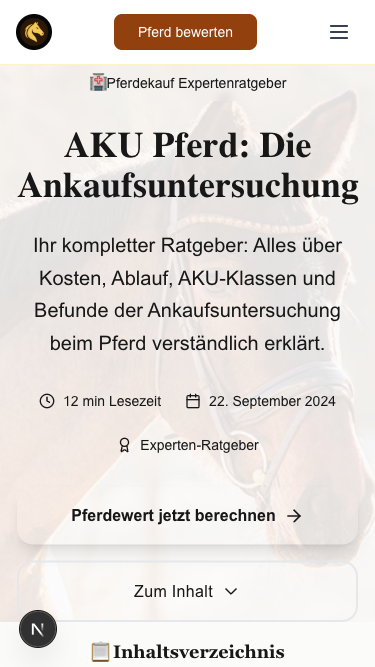 Pferd bewerten
Pferdekauf Expertenratgeber
AKU Pferd: Die
Ankaufsuntersuchung
Ihr kompletter Ratgeber: Alles über
Kosten, Ablauf, AKU-Klassen und
Befunde der Ankaufsuntersuchung
beim Pferd verständlich erklärt.
12 min Lesezeit
22. September 2024
Experten-Ratgeber
Pferdewert jetzt berechnen
Zum Inhalt
N
Inhaltsverzeichnis